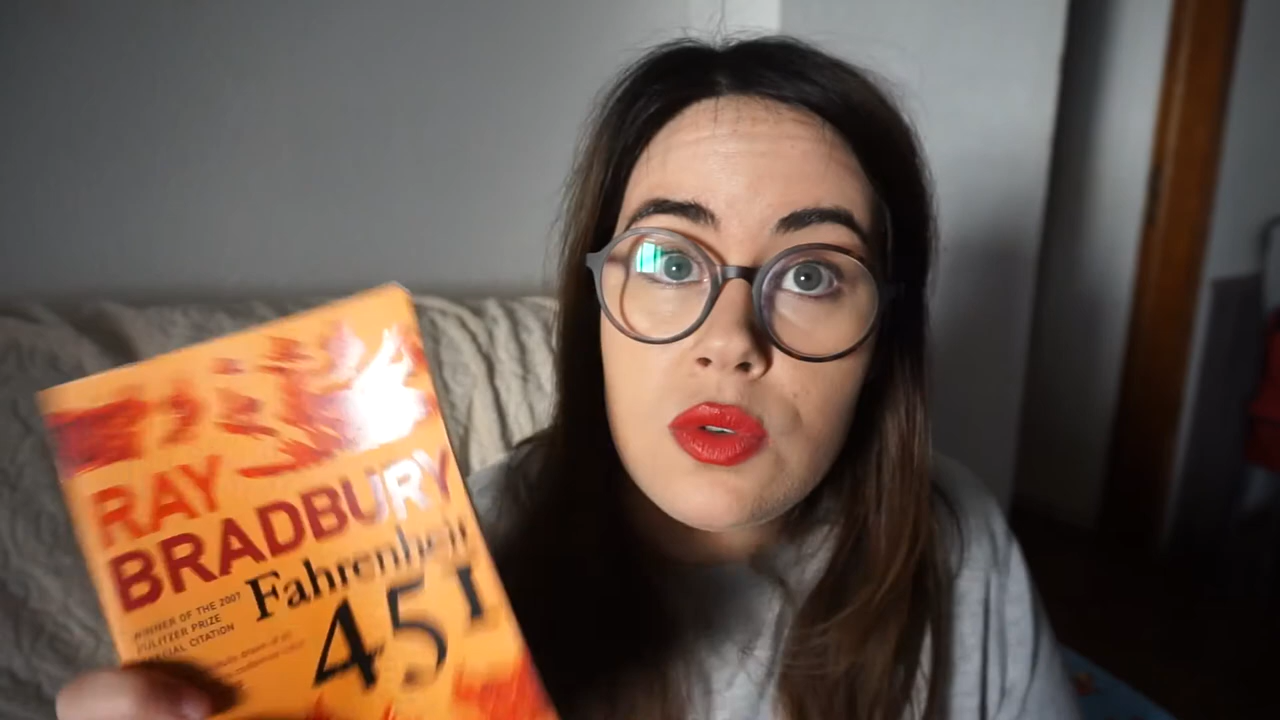 RAY
BRADBURY
Fahrenheit
451
WINNER OF THE 2007
PULITZER PRIZE
SPECIAL CITATION